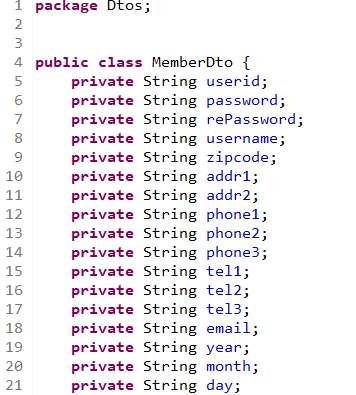 1 package Dtos;
2
3
4 public class MemberDto {
5 private String userid;
6 private String password;
7 private String rePassword;
8 private String username;
9 private String zipcode;
10 private String addr1;
11 private String addr2;
12 private String phone1;
13 private String phone2;
14 private String phone3;
15 private String tel1;
16 private String tel2;
17 private String tel3;
18 private String email;
19 private String year;
20 private String month;
21 private String day;